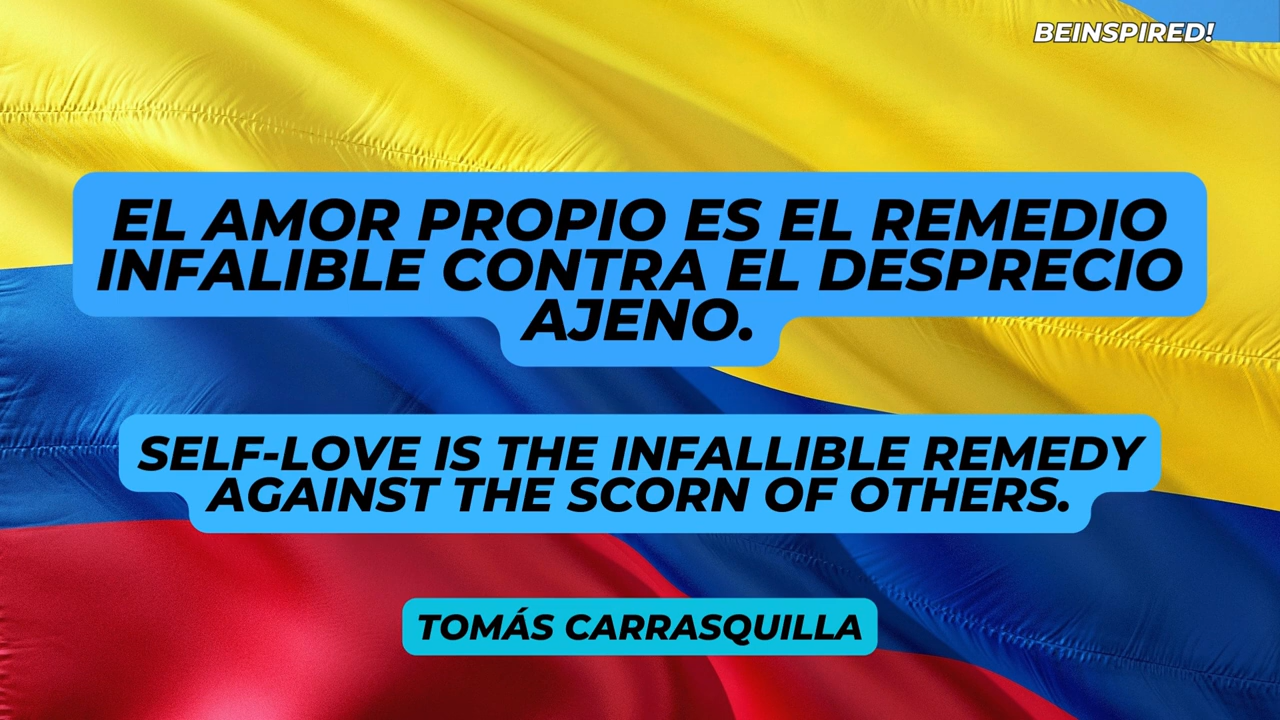 BEINSPIRED!
EL AMOR PROPIO ES EL REMEDIO
INFALIBLE CONTRA EL DESPRECIO
AJENO.
SELF-LOVE IS THE INFALLIBLE REMEDY
AGAINST THE SCORN OF OTHERS.
TOMÁS CARRASQUILLA